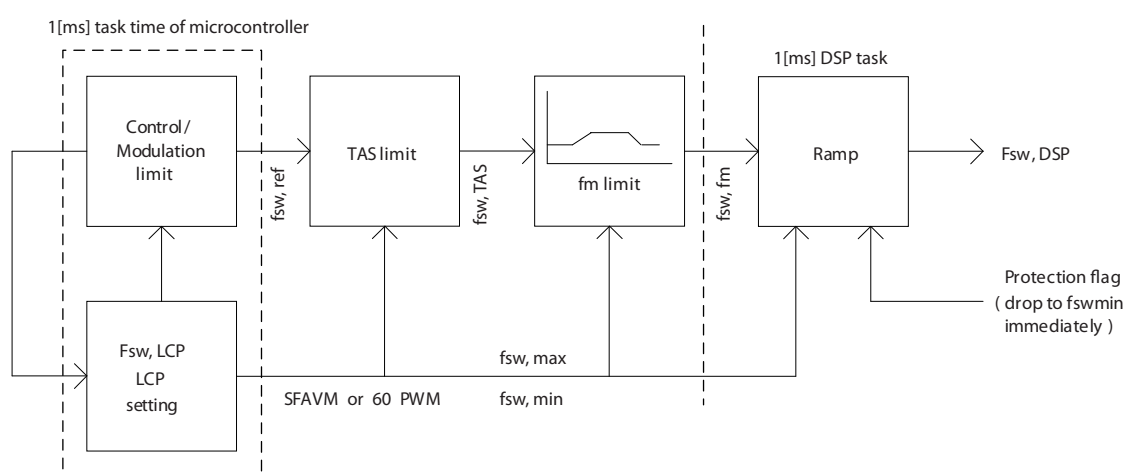 1[ms] task time of microcontroller
1[ms] DSP task
Control/
Modulation
limit
fsw, ref
TAS limit
fsw, TAS
fm limit
fsw, fm
Ramp
Fsw, DSP
Protection flag
( drop to fswmin
immediately )
Fsw, LCP
LCP
setting
SFAVM or 60 PWM
fsw, max
fsw, min